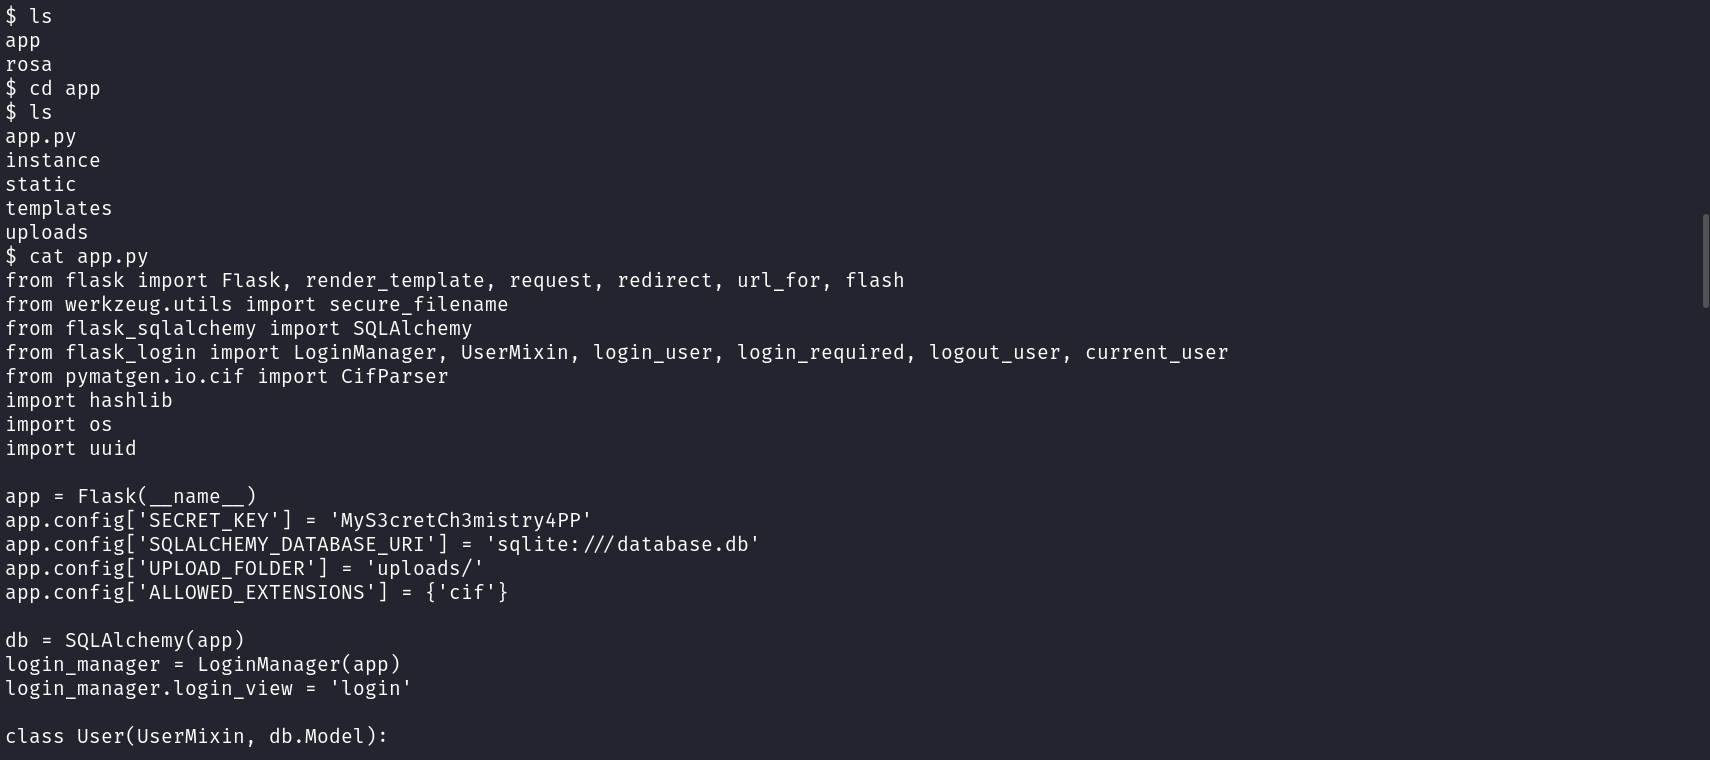 $ ls
app
rosa
$ cd app
$ ls
app.py
instance
static
templates
uploads
$ cat app.py
from flask import Flask, render_template, request, redirect, url_for, flash
from werkzeug.utils import secure_filename
from flask_sqlalchemy import SQLAlchemy
from flask_login import LoginManager, UserMixin, login_user, login_required, logout_user, current_user
from pymatgen.io.cif import CifParser
import hashlib
import os
import uuid

app = Flask(__name__)
app.config['SECRET_KEY'] = 'MyS3cretCh3mistry4PP'
app.config['SQLALCHEMY_DATABASE_URI'] = 'sqlite:///database.db'
app.config['UPLOAD_FOLDER'] = 'uploads/'
app.config['ALLOWED_EXTENSIONS'] = {'cif'}

db = SQLAlchemy(app)
login_manager = LoginManager(app)
login_manager.login_view = 'login'

class User(UserMixin, db.Model):